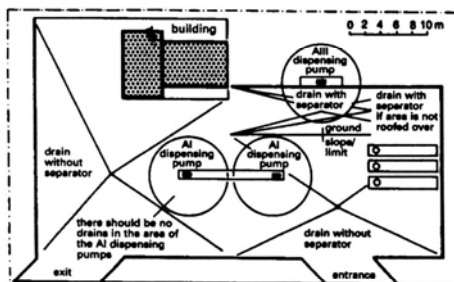 building
0 2 4 6 8 10 m
AIII
dispensing
pump
drain with
separator
drain with
separator
if area is not
roofed over
ground
slope/
limit
AI
dispensing
pump
AI
dispensing
pump
drain
without
separator
there should be no
drains in the area of
the AI dispensing
pumps
drain without
separator
exit
entrance